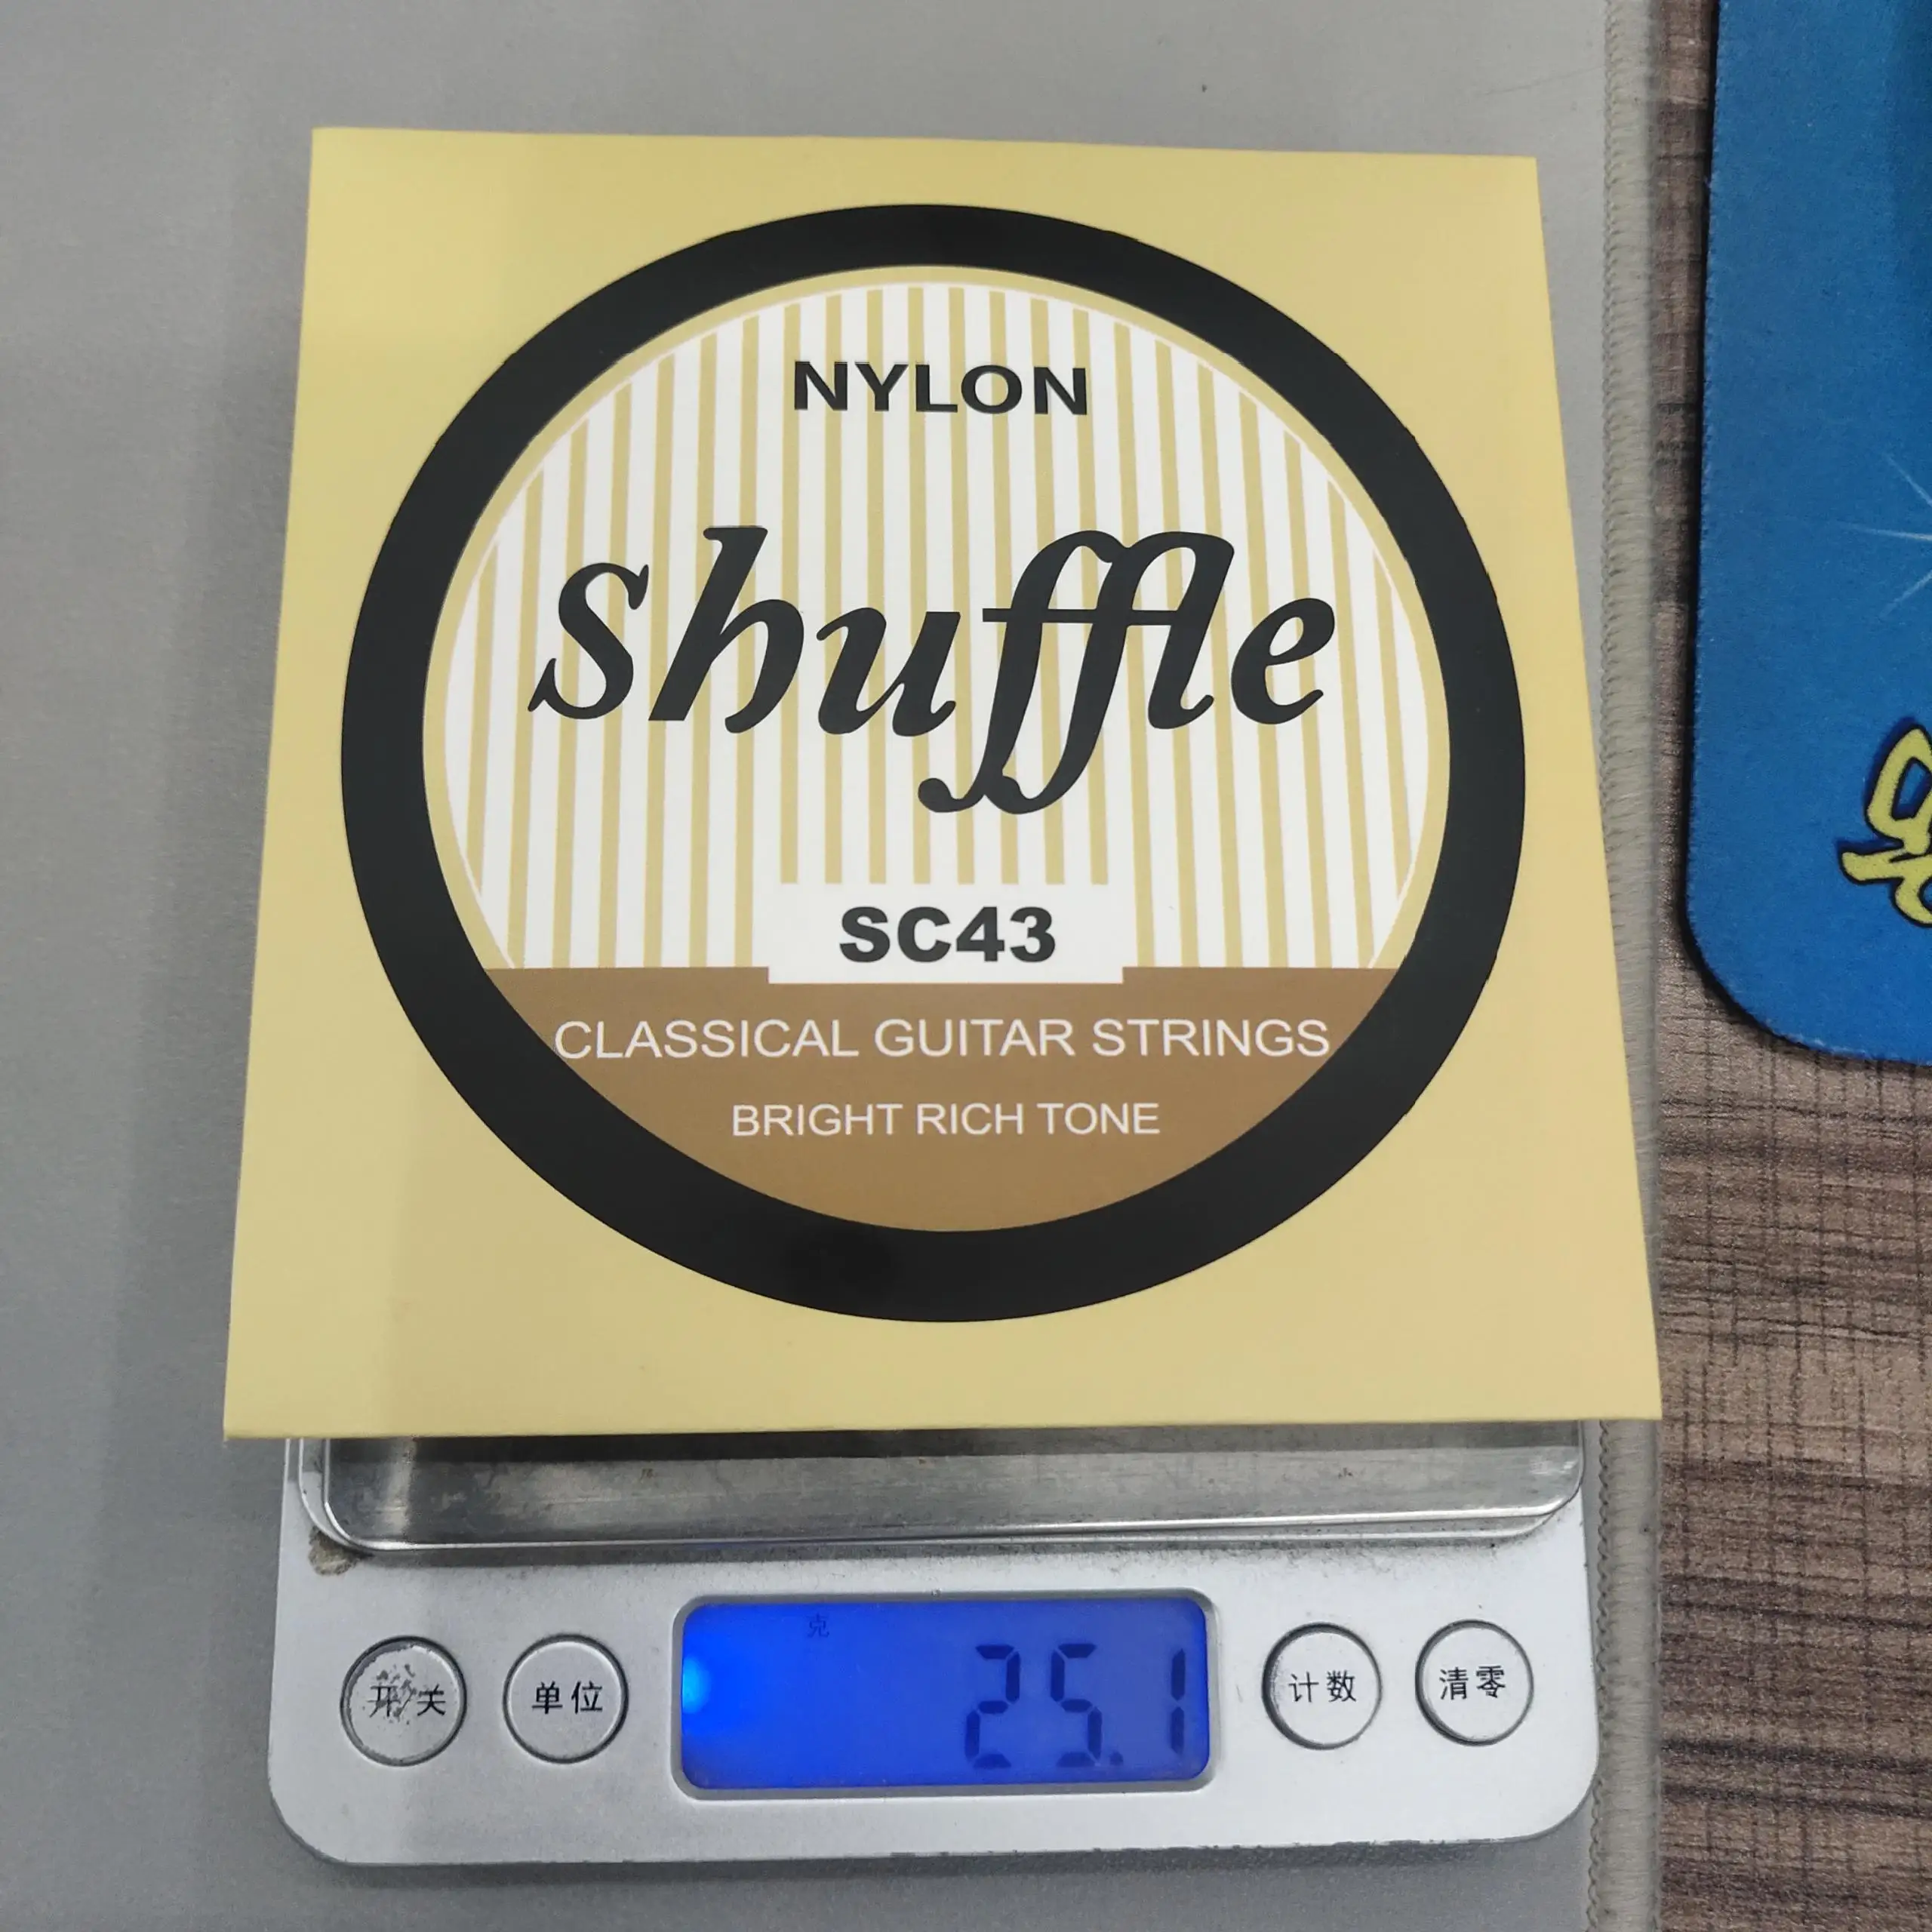 NYLON
shuffle
SC43
CLASSICAL GUITAR STRINGS
BRIGHT RICH TONE
克
25.1
开/关
单位
计数
清零